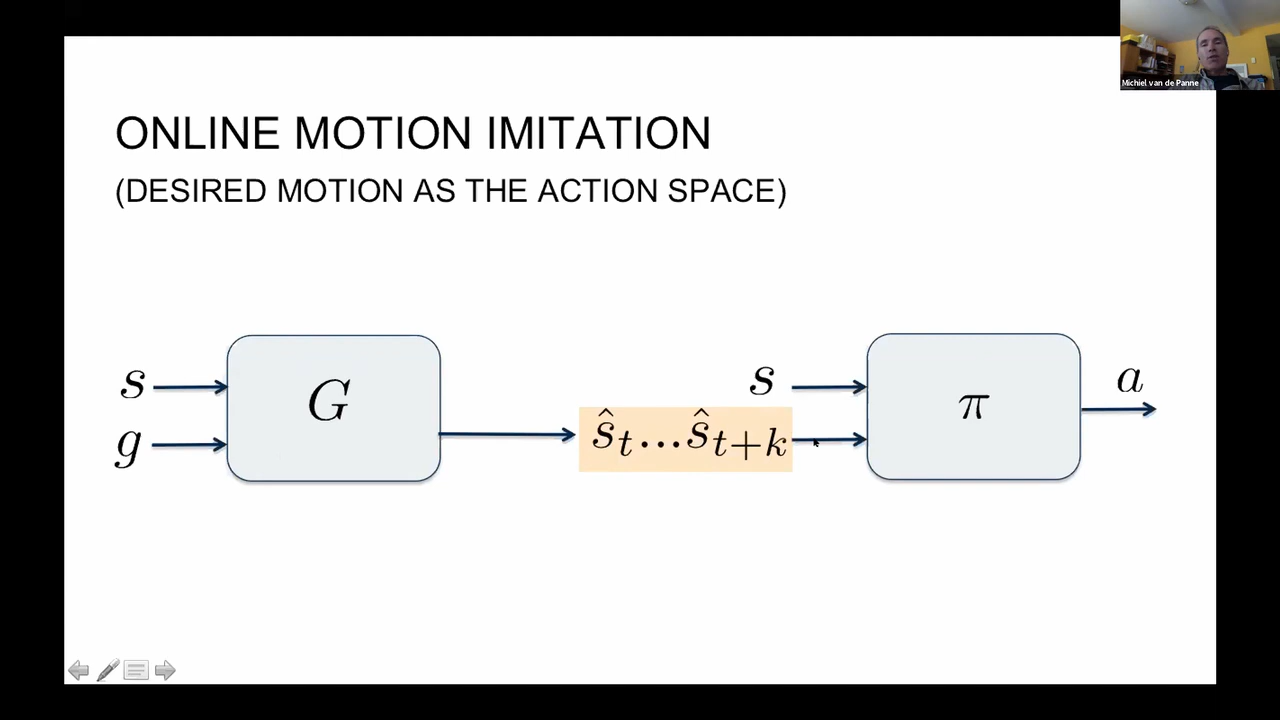 Michiel van de Panne
ONLINE MOTION IMITATION
(DESIRED MOTION AS THE ACTION SPACE)
s
g
G
ŝ_t...ŝ_{t+k}
s
π
a